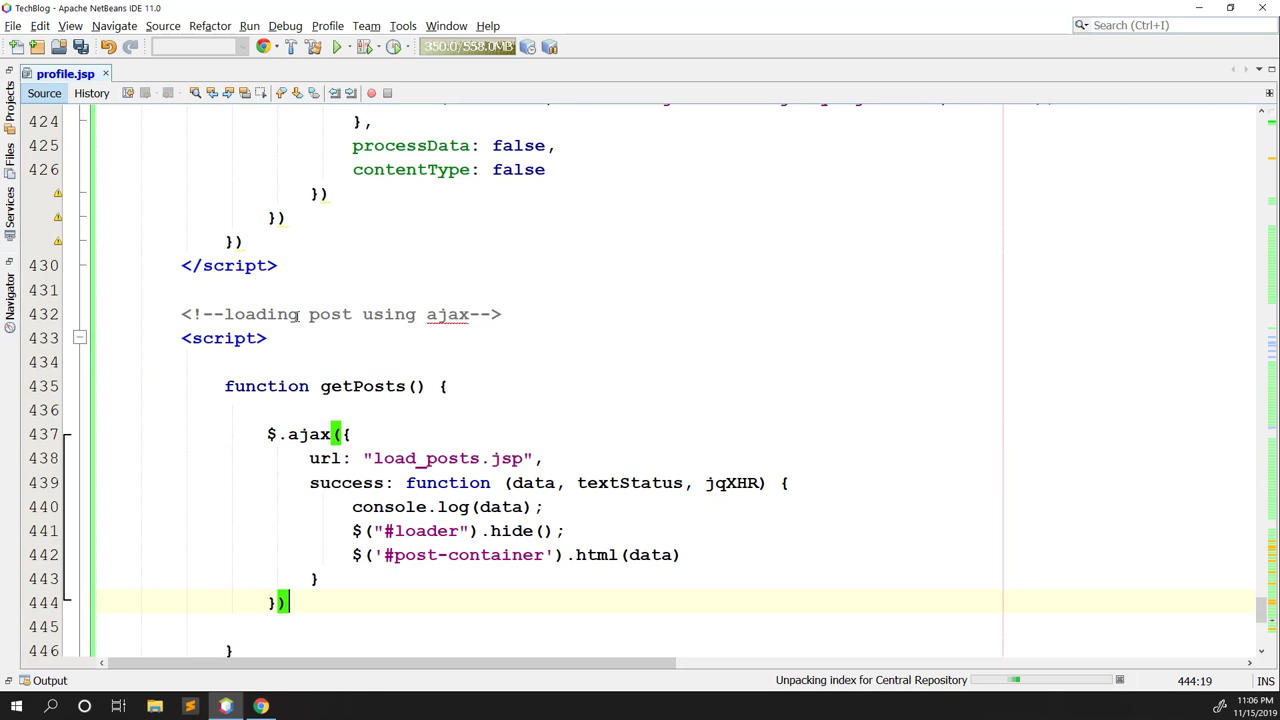 TechBlog - Apache NetBeans IDE 11.0
File Edit View Navigate Source Refactor Run Debug Profile Team Tools Window Help
Search (Ctrl+I)
350.0/558.0MB
profile.jsp
Source History
Projects
Files
Services
Navigator
424 },
425 processData: false,
426 contentType: false
})
})
})
430 </script>
431
432 <!--loading post using ajax-->
433 <script>
434
435 function getPosts() {
436
437 $.ajax({
438 url: "load_posts.jsp",
439 success: function (data, textStatus, jqXHR) {
440 console.log(data);
441 $("#loader").hide();
442 $('#post-container').html(data)
443 }
444 })
445
446 }
Output
Unpacking index for Central Repository
444:19
INS
11:06 PM
11/15/2019